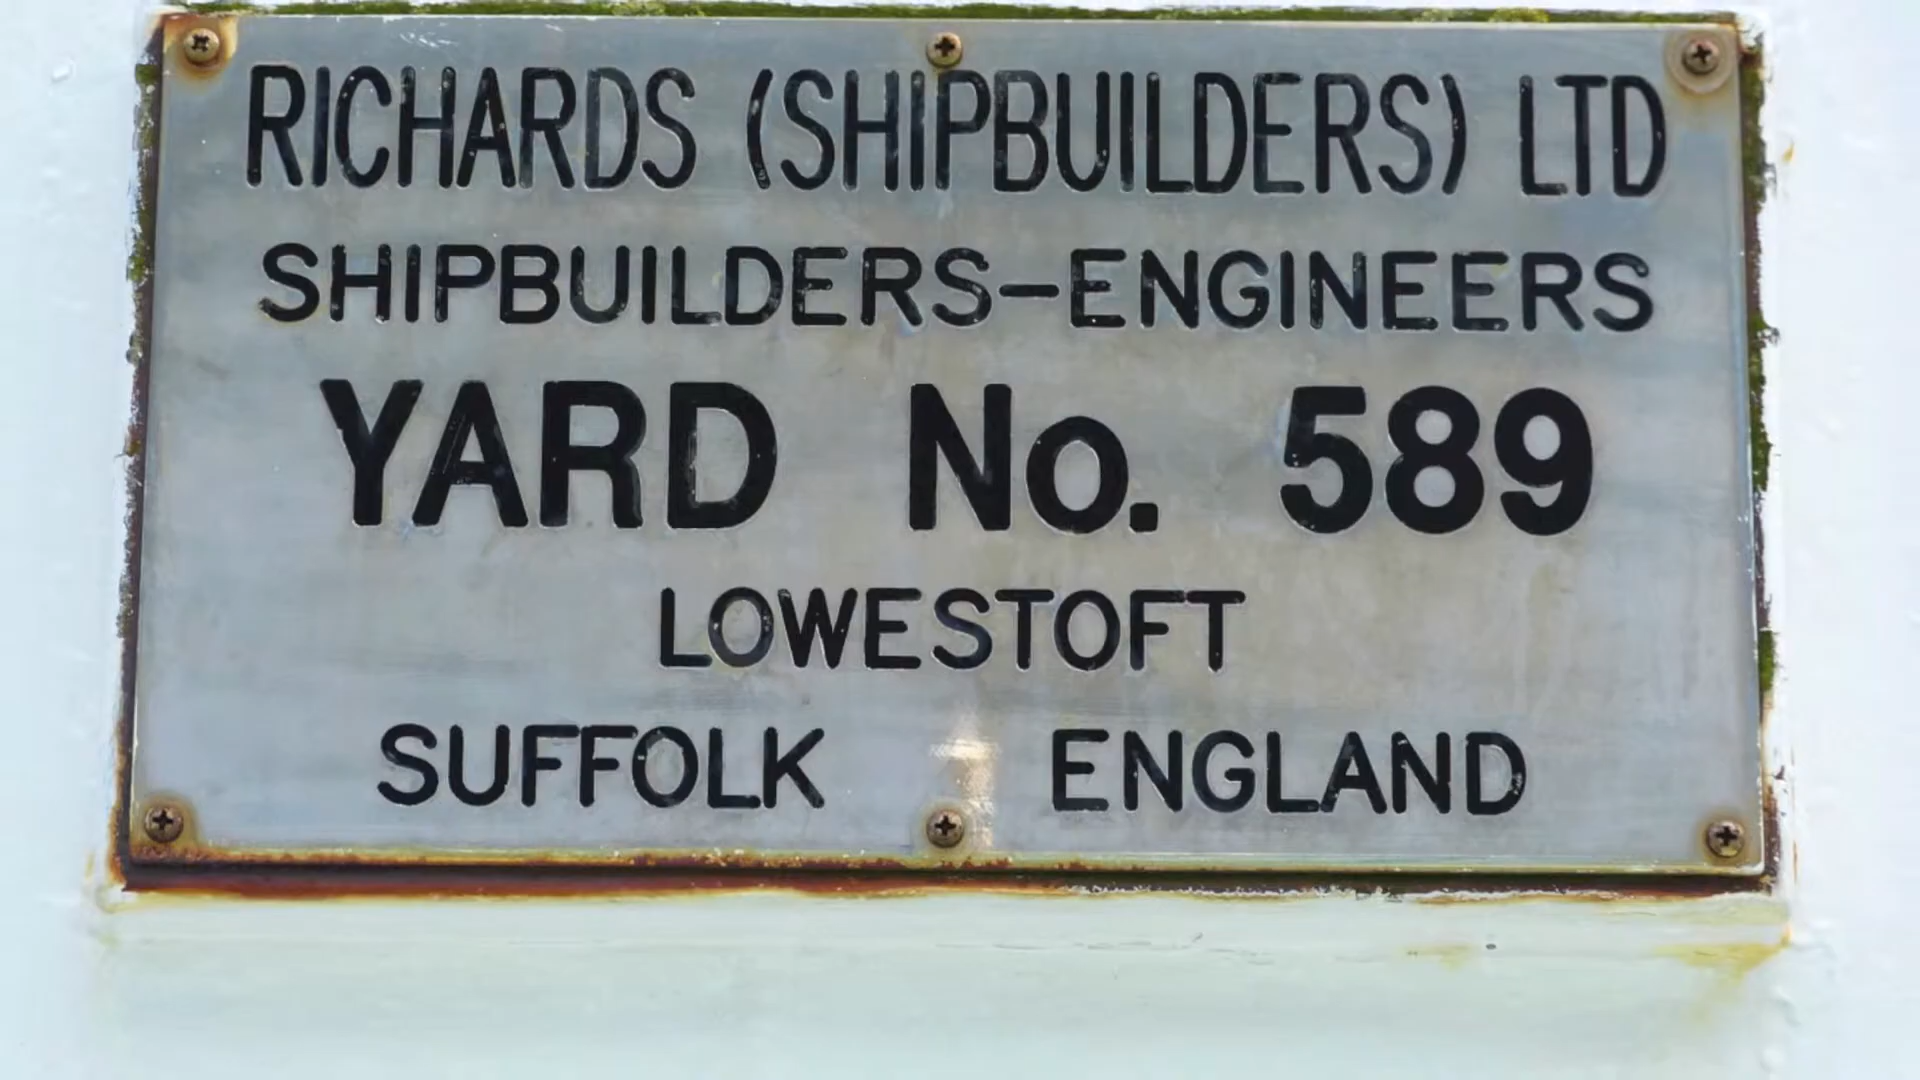 RICHARDS (SHIPBUILDERS) LTD
SHIPBUILDERS-ENGINEERS
YARD No. 589
LOWESTOFT
SUFFOLK ENGLAND